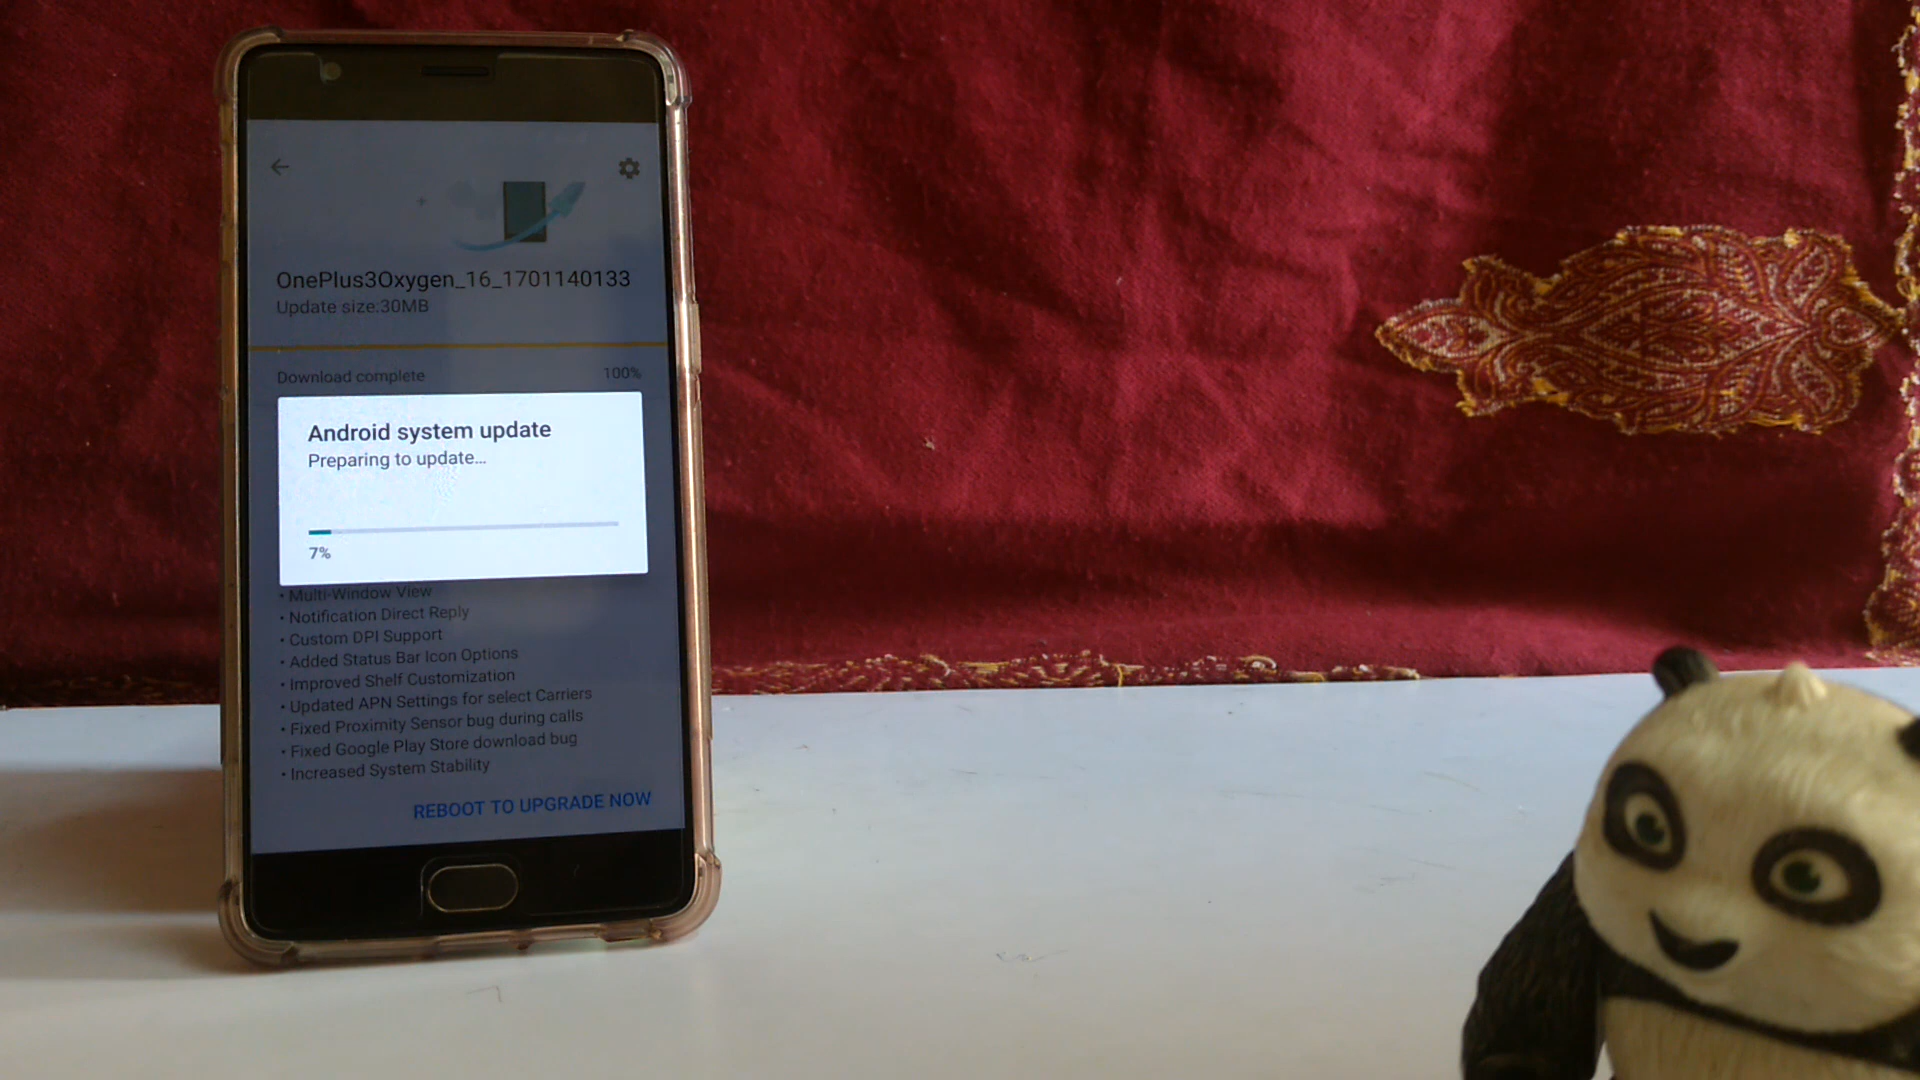 OnePlus3Oxygen_16_1701140133
Update size:30MB
Download complete 100%
Android system update
Preparing to update...
7%
• Multi-Window View
• Notification Direct Reply
• Custom DPI Support
• Added Status Bar Icon Options
• Improved Shelf Customization
• Updated APN Settings for select Carriers
• Fixed Proximity Sensor bug during calls
• Fixed Google Play Store download bug
• Increased System Stability
REBOOT TO UPGRADE NOW